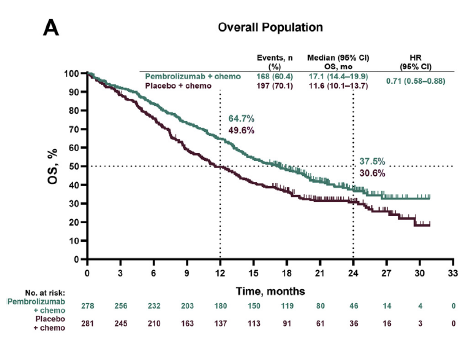 A
Overall Population
Events, n (%) Median (95% CI) OS, mo HR (95% CI)
Pembrolizumab + chemo 168 (60.4) 17.1 (14.4–19.9) 0.71 (0.58–0.88)
Placebo + chemo 197 (70.1) 11.6 (10.1–13.7)
OS, %
100
90
80
70
60
50
40
30
20
10
0
64.7%
49.6%
37.5%
30.6%
0 3 6 9 12 15 18 21 24 27 30 33
Time, months
No. at risk:
Pembrolizumab + chemo 278 256 232 203 180 150 119 80 46 14 4 0
Placebo + chemo 281 245 210 163 137 113 91 61 36 16 3 0